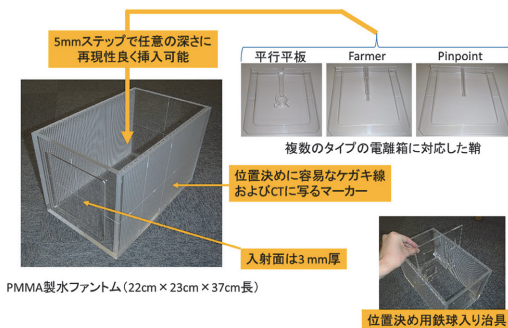 5mmステップで任意の深さに
再現性良く挿入可能
平行平板
Farmer
Pinpoint
複数のタイプの電離箱に対応した鞘
位置決めに容易なケガキ線
およびCTに写るマーカー
入射面は3 mm厚
PMMA製水ファントム（22cm×23cm×37cm長）
位置決め用鉄球入り治具